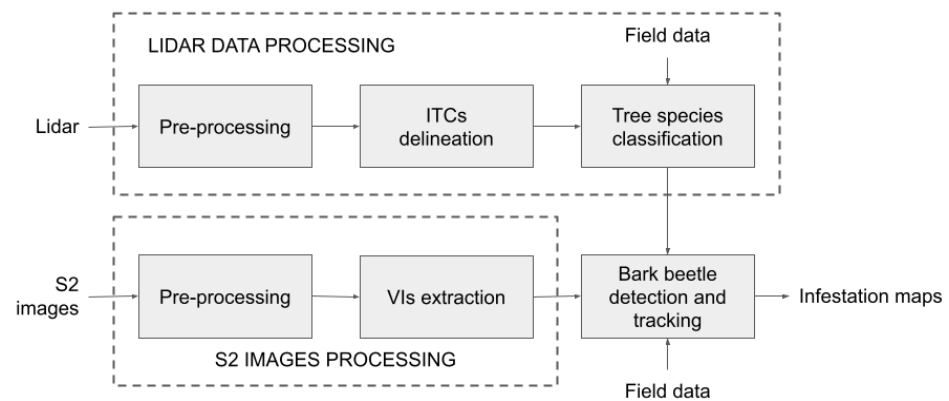 LIDAR DATA PROCESSING
Field data
Lidar
Pre-processing
ITCs
delineation
Tree species
classification
S2
images
Pre-processing
VIs extraction
Bark beetle
detection and
tracking
Infestation maps
S2 IMAGES PROCESSING
Field data